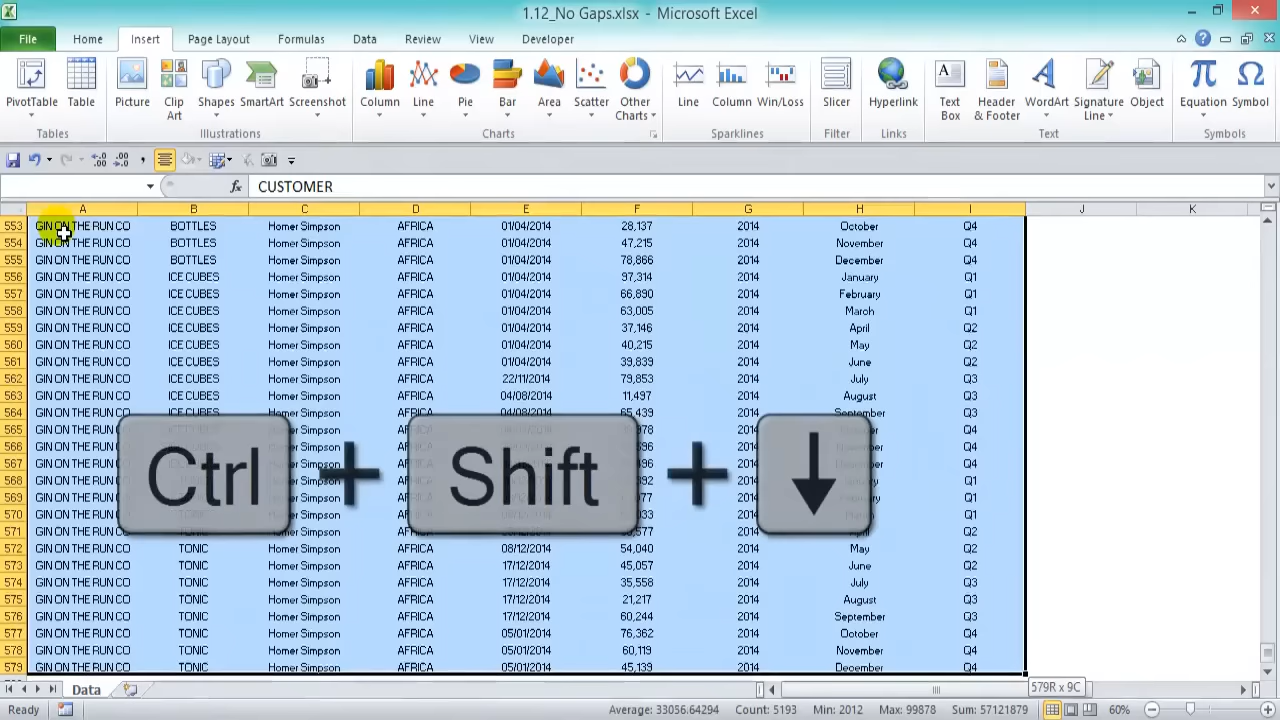 1.12_No Gaps.xlsx - Microsoft Excel
File Home Insert Page Layout Formulas Data Review View Developer
PivotTable Table Picture Clip Art Shapes SmartArt Screenshot Column Line Pie Bar Area Scatter Other Charts Line Column Win/Loss Slicer Hyperlink Text Box Header & Footer WordArt Signature Line Object Equation Symbol
Tables Illustrations Charts Sparklines Filter Links Text Symbols
fx CUSTOMER
A B C D E F G H I J K
553 GIN ON THE RUN CO BOTTLES Homer Simpson AFRICA 01/04/2014 28,137 2014 October Q4
554 GIN ON THE RUN CO BOTTLES Homer Simpson AFRICA 01/04/2014 47,215 2014 November Q4
555 GIN ON THE RUN CO BOTTLES Homer Simpson AFRICA 01/04/2014 78,866 2014 December Q4
556 GIN ON THE RUN CO ICE CUBES Homer Simpson AFRICA 01/04/2014 97,314 2014 January Q1
557 GIN ON THE RUN CO ICE CUBES Homer Simpson AFRICA 01/04/2014 66,890 2014 February Q1
558 GIN ON THE RUN CO ICE CUBES Homer Simpson AFRICA 01/04/2014 63,005 2014 March Q1
559 GIN ON THE RUN CO ICE CUBES Homer Simpson AFRICA 01/04/2014 37,146 2014 April Q2
560 GIN ON THE RUN CO ICE CUBES Homer Simpson AFRICA 01/04/2014 40,215 2014 May Q2
561 GIN ON THE RUN CO ICE CUBES Homer Simpson AFRICA 01/04/2014 39,839 2014 June Q2
562 GIN ON THE RUN CO ICE CUBES Homer Simpson AFRICA 22/11/2014 79,853 2014 July Q3
563 GIN ON THE RUN CO ICE CUBES Homer Simpson AFRICA 04/08/2014 11,497 2014 August Q3
564 GIN ON THE RUN CO ICE CUBES Homer Simpson AFRICA 04/08/2014 65,439 2014 September Q3
565 GIN ON THE RUN CO 2014 Q4
566 GIN ON THE RUN CO 2014 Q4
567 GIN ON THE RUN CO 2014 Q4
568 GIN ON THE RUN CO 2014 Q1
569 GIN ON THE RUN CO 2014 Q1
570 GIN ON THE RUN CO 2014 Q1
571 GIN ON THE RUN CO TONIC Homer Simpson AFRICA 2014 April Q2
572 GIN ON THE RUN CO TONIC Homer Simpson AFRICA 08/12/2014 54,040 2014 May Q2
573 GIN ON THE RUN CO TONIC Homer Simpson AFRICA 17/12/2014 45,057 2014 June Q2
574 GIN ON THE RUN CO TONIC Homer Simpson AFRICA 17/12/2014 35,558 2014 July Q3
575 GIN ON THE RUN CO TONIC Homer Simpson AFRICA 17/12/2014 21,217 2014 August Q3
576 GIN ON THE RUN CO TONIC Homer Simpson AFRICA 17/12/2014 60,244 2014 September Q3
577 GIN ON THE RUN CO TONIC Homer Simpson AFRICA 05/01/2014 76,362 2014 October Q4
578 GIN ON THE RUN CO TONIC Homer Simpson AFRICA 05/01/2014 60,119 2014 November Q4
579 GIN ON THE RUN CO TONIC Homer Simpson AFRICA 05/01/2014 45,139 2014 December Q4
Ctrl + Shift + ↓
Data
579R x 9C
Ready Average: 33056.64294 Count: 5193 Min: 2012 Max: 99878 Sum: 57121879 60%